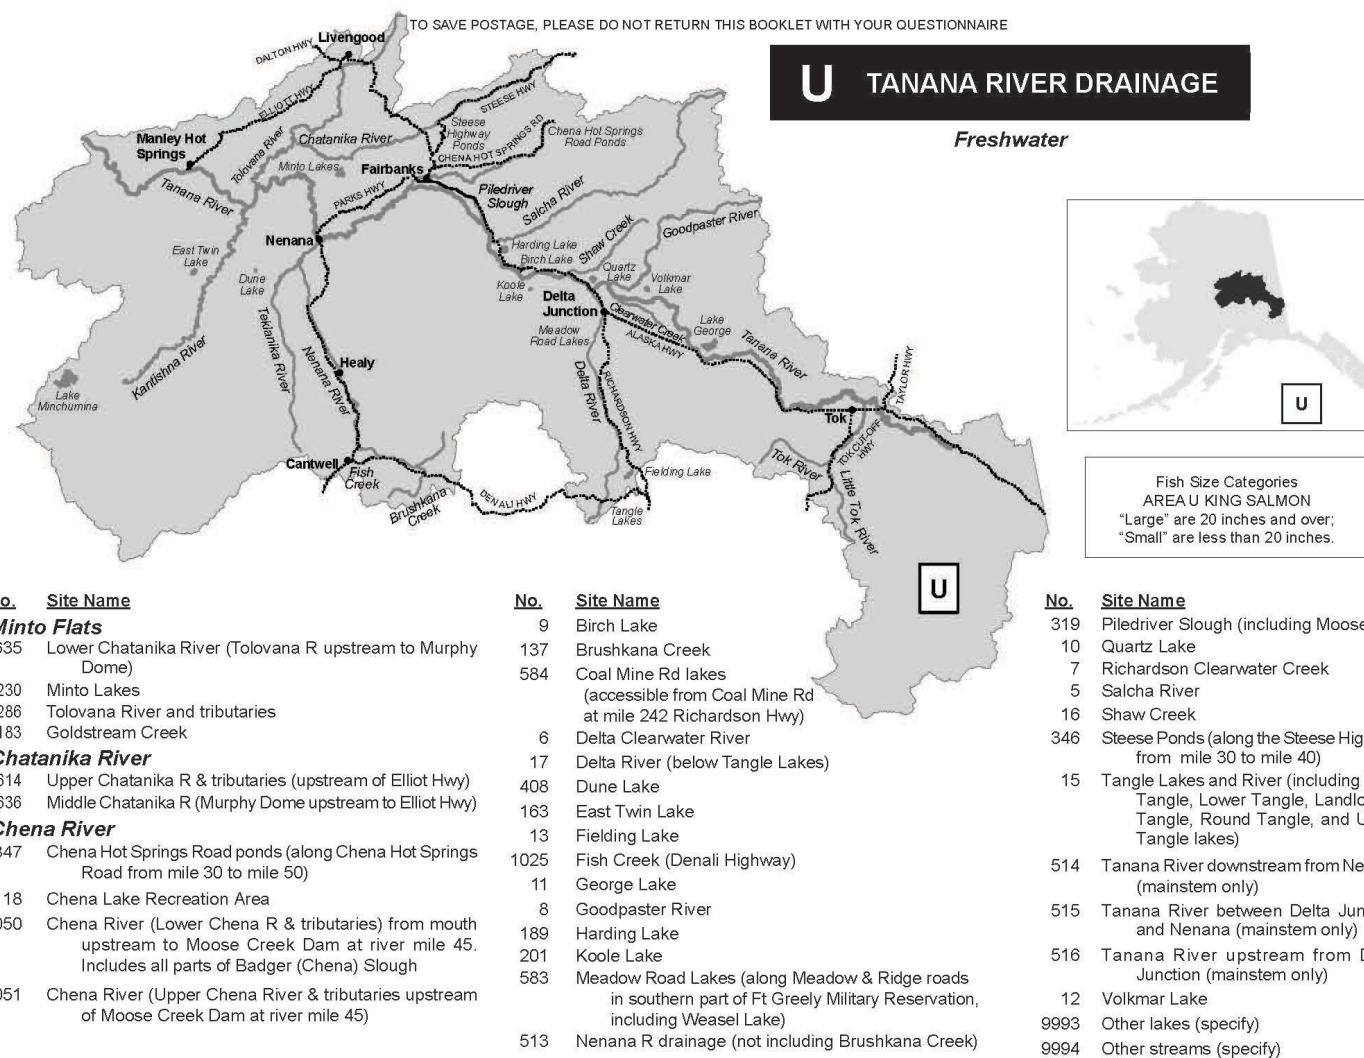 TO SAVE POSTAGE, PLEASE DO NOT RETURN THIS BOOKLET WITH YOUR QUESTIONNAIRE
U TANANA RIVER DRAINAGE
Freshwater
Livengood
DALTON HWY
ELLIOTT HWY
STEESE HWY
Manley Hot
Springs
Tolovana River
Chatanika River
Steese
Highway
Ponds
CHENA HOT SPRINGS RD
Chena Hot Springs
Road Ponds
Minto Lakes
Fairbanks
Tanana River
PARKS HWY
Piledriver
Slough
Salcha River
Nenana
East Twin
Lake
Dune
Lake
Harding Lake
Birch Lake
Shaw Creek
Goodpaster River
Koole
Lake
Quartz
Lake
Volkmar
Lake
Delta
Junction
Clearwater Creek
ALASKA HWY
Lake
George
Meadow
Road Lakes
Tanana River
Kantishna River
Teklanika River
Nenana River
Healy
Delta River
RICHARDSON HWY
TAYLOR HWY
Lake
Minchumina
Tok
TOK CUT-OFF
HWY
Tok River
Little Tok River
Cantwell
Fish
Creek
Brushkana
Creek
DENALI HWY
Fielding Lake
Tangle
Lakes
U
U
Fish Size Categories
AREA U KING SALMON
“Large” are 20 inches and over;
“Small” are less than 20 inches.
o. Site Name
Minto Flats
635 Lower Chatanika River (Tolovana R upstream to Murphy
Dome)
230 Minto Lakes
286 Tolovana River and tributaries
183 Goldstream Creek
Chatanika River
614 Upper Chatanika R & tributaries (upstream of Elliot Hwy)
636 Middle Chatanika R (Murphy Dome upstream to Elliot Hwy)
Chena River
347 Chena Hot Springs Road ponds (along Chena Hot Springs
Road from mile 30 to mile 50)
18 Chena Lake Recreation Area
050 Chena River (Lower Chena R & tributaries) from mouth
upstream to Moose Creek Dam at river mile 45.
Includes all parts of Badger (Chena) Slough
051 Chena River (Upper Chena River & tributaries upstream
of Moose Creek Dam at river mile 45)
No. Site Name
9 Birch Lake
137 Brushkana Creek
584 Coal Mine Rd lakes
(accessible from Coal Mine Rd
at mile 242 Richardson Hwy)
6 Delta Clearwater River
17 Delta River (below Tangle Lakes)
408 Dune Lake
163 East Twin Lake
13 Fielding Lake
1025 Fish Creek (Denali Highway)
11 George Lake
8 Goodpaster River
189 Harding Lake
201 Koole Lake
583 Meadow Road Lakes (along Meadow & Ridge roads
in southern part of Ft Greely Military Reservation,
including Weasel Lake)
513 Nenana R drainage (not including Brushkana Creek)
No. Site Name
319 Piledriver Slough (including Moose
10 Quartz Lake
7 Richardson Clearwater Creek
5 Salcha River
16 Shaw Creek
346 Steese Ponds (along the Steese Hig
from mile 30 to mile 40)
15 Tangle Lakes and River (including
Tangle, Lower Tangle, Landlo
Tangle, Round Tangle, and U
Tangle lakes)
514 Tanana River downstream from Ne
(mainstem only)
515 Tanana River between Delta Jun
and Nenana (mainstem only)
516 Tanana River upstream from D
Junction (mainstem only)
12 Volkmar Lake
9993 Other lakes (specify)
9994 Other streams (specify)